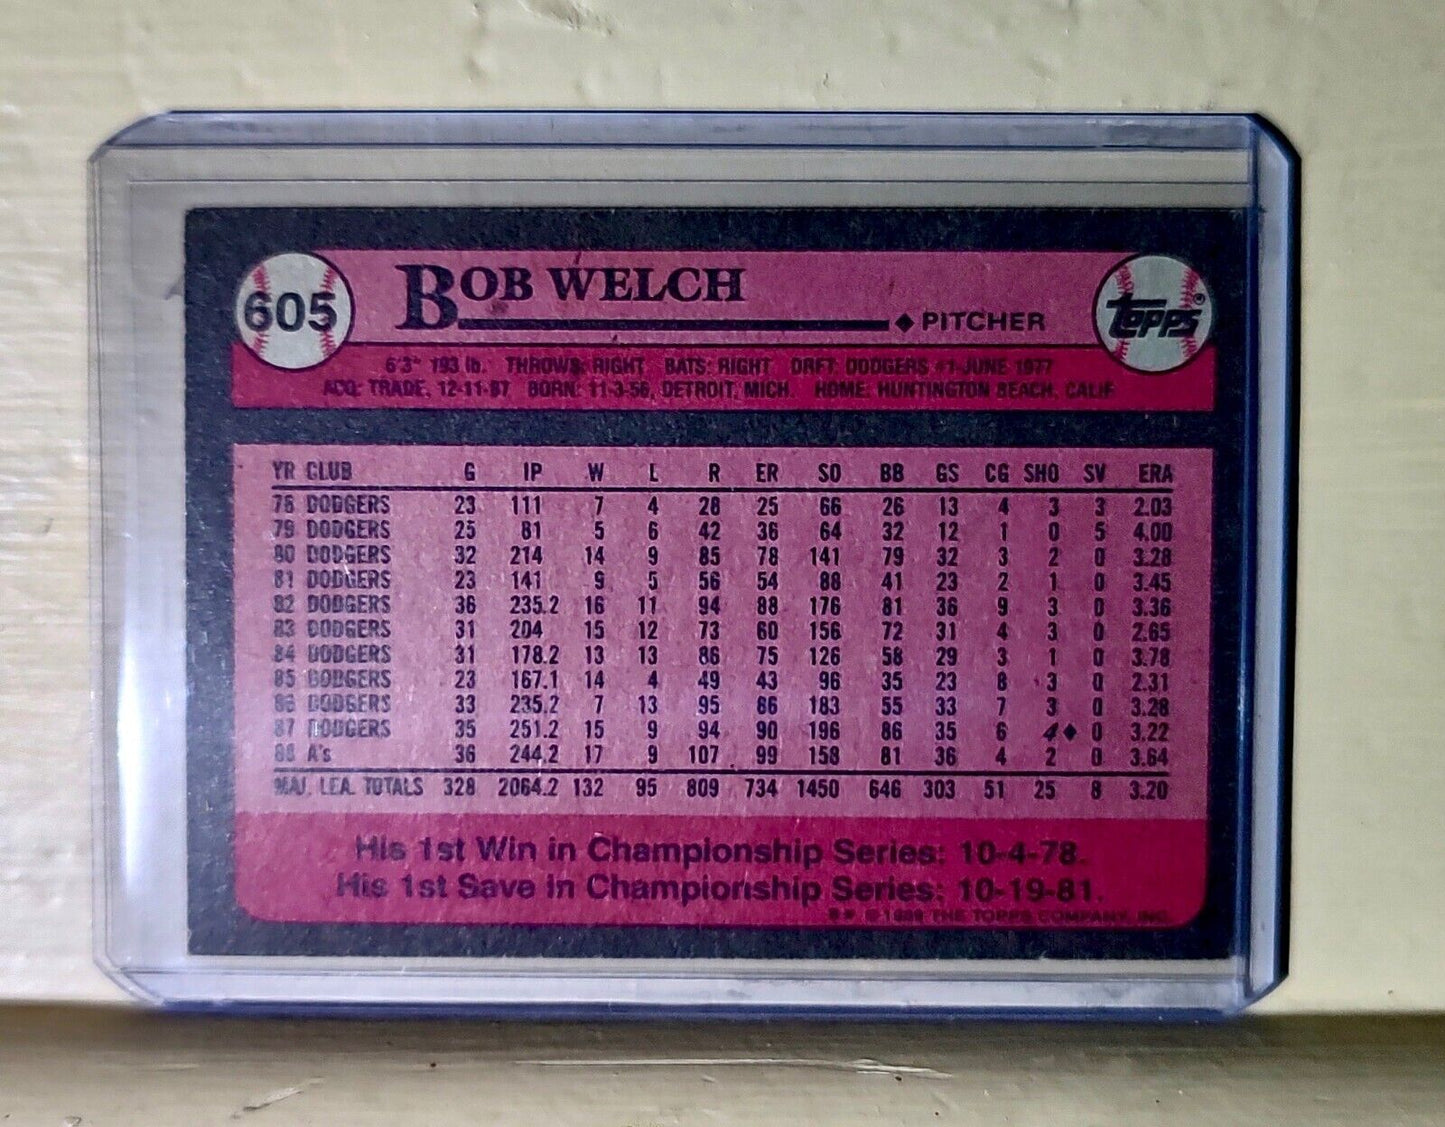 605
BOB WELCH
◆ PITCHER
TOPPS®
6'3" 193 lb. THROWS: RIGHT BATS: RIGHT DRFT: DODGERS #1-JUNE 1977
ACQ: TRADE, 12-11-87 BORN: 11-3-56, DETROIT, MICH. HOME: HUNTINGTON BEACH, CALIF.
YR CLUB G IP W L R ER SO BB GS CG SHO SV ERA
78 DODGERS 23 111 7 4 28 25 66 26 13 4 3 3 2.03
79 DODGERS 25 81 5 6 42 36 64 32 12 1 0 5 4.00
80 DODGERS 32 214 14 9 85 78 141 79 32 3 2 0 3.28
81 DODGERS 23 141 9 5 56 54 88 41 23 2 1 0 3.45
82 DODGERS 36 235.2 16 11 94 88 176 81 36 9 3 0 3.36
83 DODGERS 31 204 15 12 73 60 156 72 31 4 3 0 2.65
84 DODGERS 31 178.2 13 13 86 75 126 58 29 3 1 0 3.78
85 DODGERS 23 167.1 14 4 49 43 96 35 23 8 3 0 2.31
86 DODGERS 33 235.2 7 13 95 86 183 55 33 7 3 0 3.28
87 DODGERS 35 251.2 15 9 94 90 196 86 35 6 4◆ 0 3.22
88 A's 36 244.2 17 9 107 99 158 81 36 4 2 0 3.64
MAJ. LEA. TOTALS 328 2064.2 132 95 809 734 1450 646 303 51 25 8 3.20
His 1st Win in Championship Series: 10-4-78.
His 1st Save in Championship Series: 10-19-81.
** © 1989 THE TOPPS COMPANY, INC.